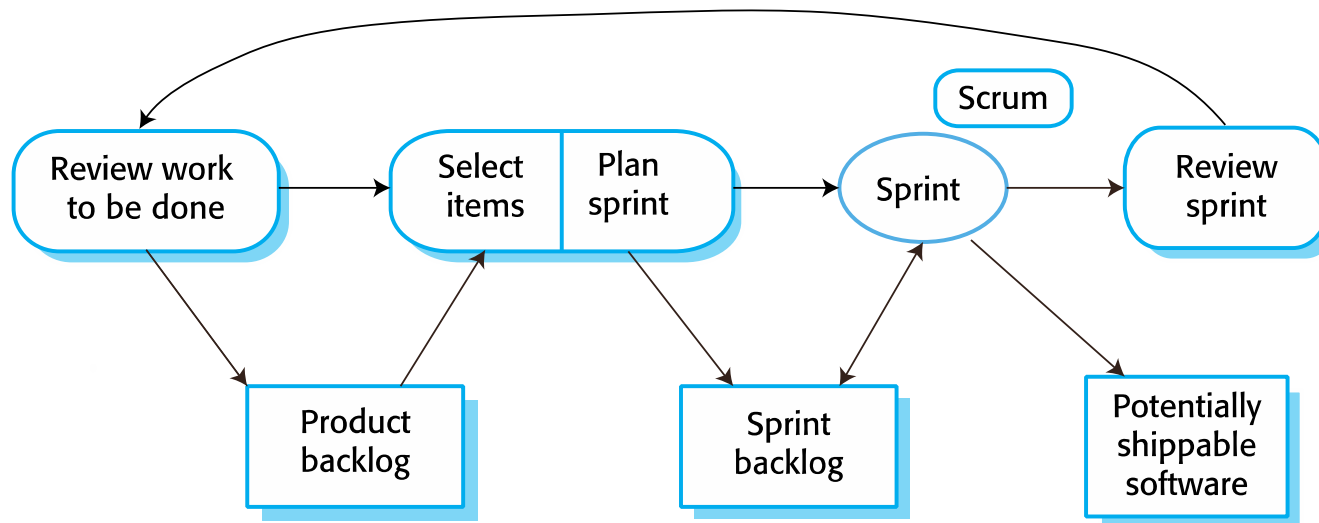 Scrum
Review work
to be done
Select
items
Plan
sprint
Sprint
Review
sprint
Product
backlog
Sprint
backlog
Potentially
shippable
software